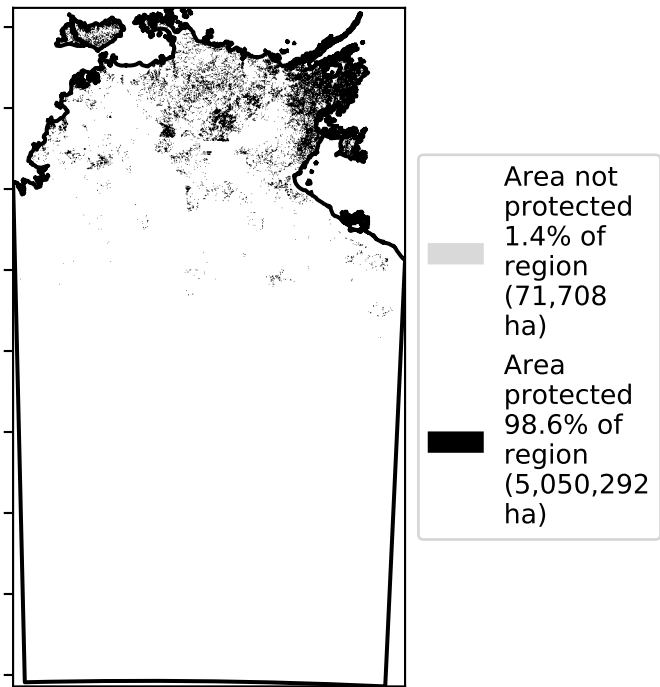 Area not
protected
1.4% of
region
(71,708
ha)
Area
protected
98.6% of
region
(5,050,292
ha)